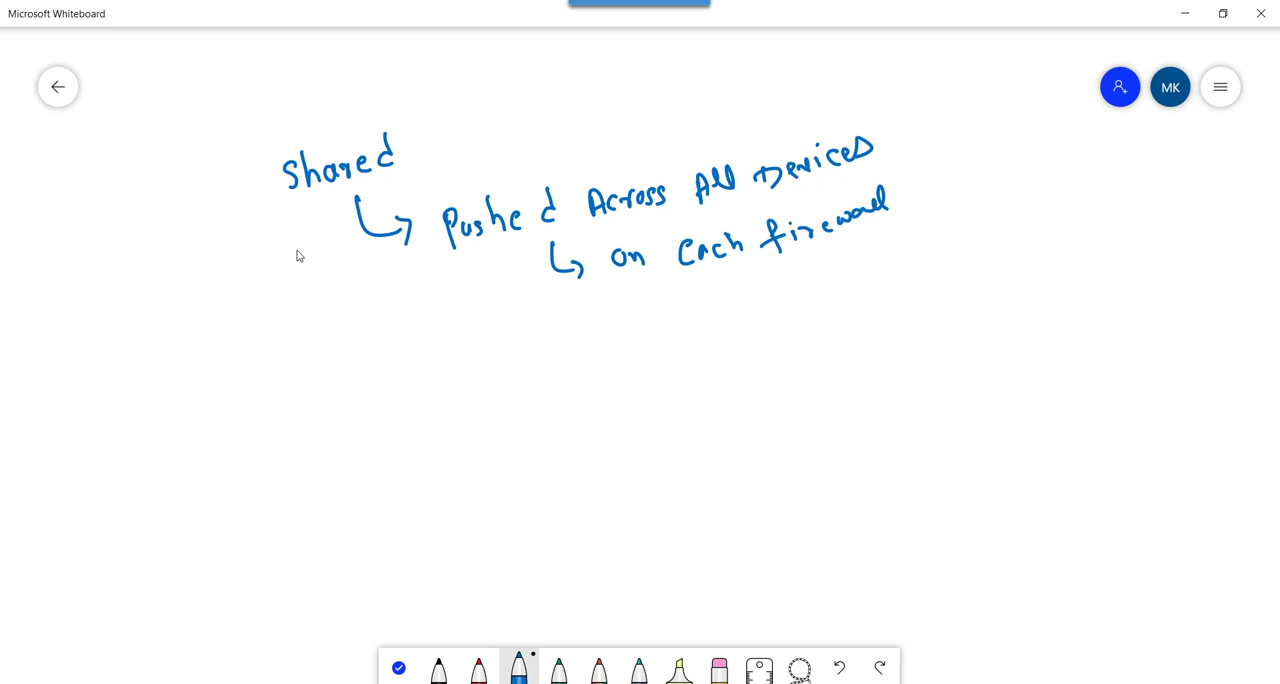 Microsoft Whiteboard
MK
Shared
Pushed Across All Devices
on Each firewall